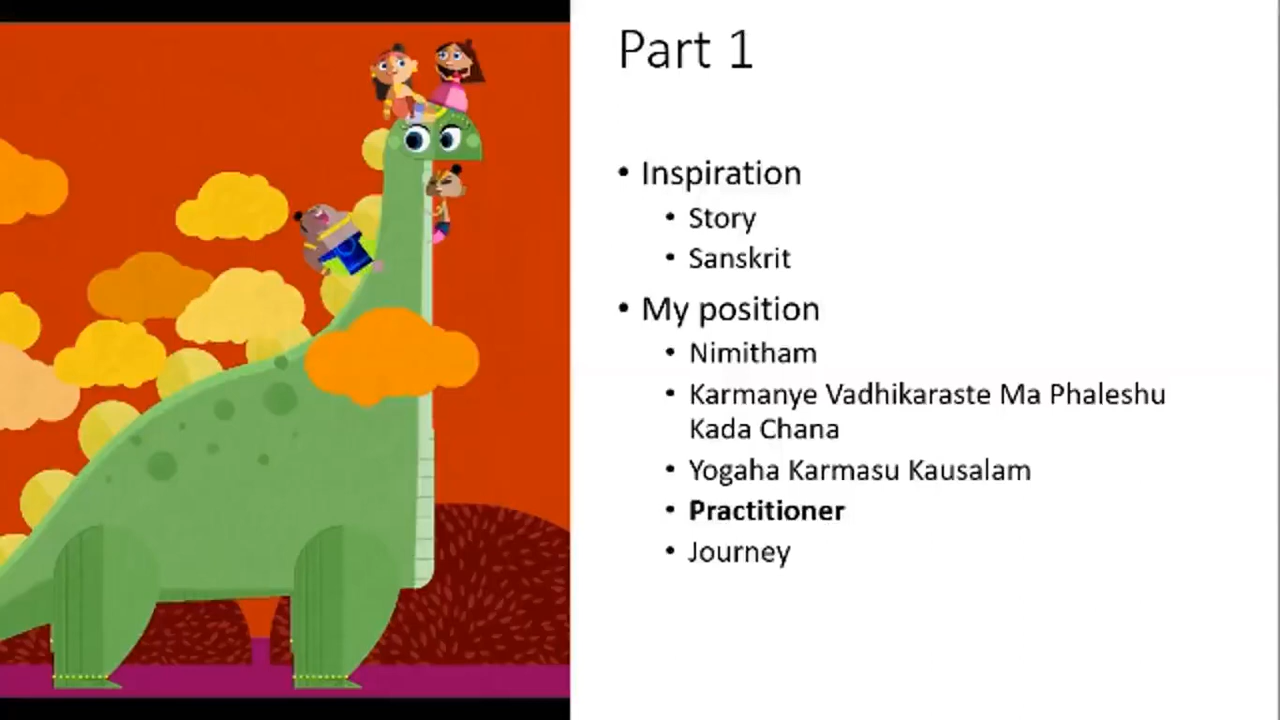 Part 1
• Inspiration
• Story
• Sanskrit
• My position
• Nimitham
• Karmanye Vadhikaraste Ma Phaleshu
Kada Chana
• Yogaha Karmasu Kausalam
• Practitioner
• Journey